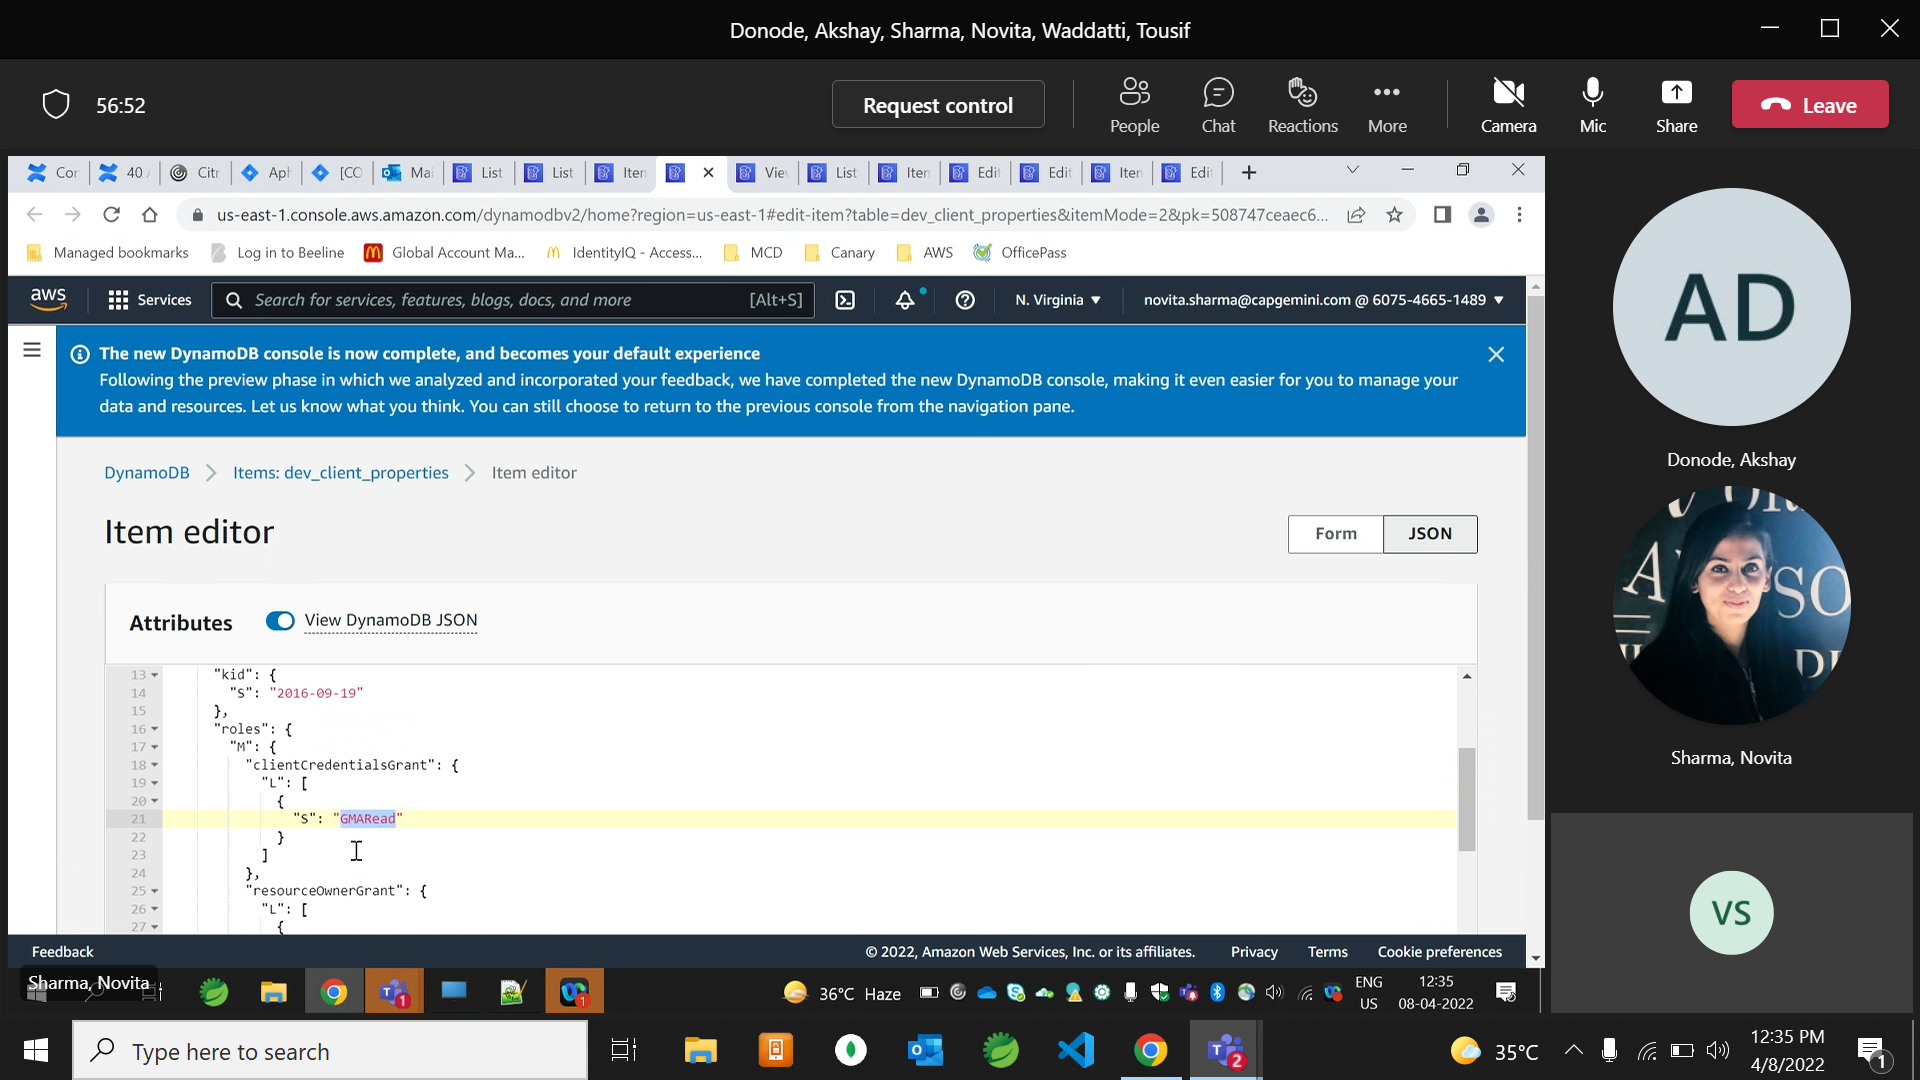 Donode, Akshay, Sharma, Novita, Waddatti, Tousif
56:52
Request control
People
Chat
Reactions
More
Camera
Mic
Share
Leave
Cor
40
Citr
Aph
[CO
Mai
List
List
Iten
Viev
List
Iten
Edit
Edit
Iten
Edit
us-east-1.console.aws.amazon.com/dynamodbv2/home?region=us-east-1#edit-item?table=dev_client_properties&itemMode=2&pk=508747ceaec6...
Managed bookmarks
Log in to Beeline
Global Account Ma...
IdentityIQ - Access...
MCD
Canary
AWS
OfficePass
aws
Services
Search for services, features, blogs, docs, and more
[Alt+S]
N. Virginia
novita.sharma@capgemini.com @ 6075-4665-1489
The new DynamoDB console is now complete, and becomes your default experience
Following the preview phase in which we analyzed and incorporated your feedback, we have completed the new DynamoDB console, making it even easier for you to manage your
data and resources. Let us know what you think. You can still choose to return to the previous console from the navigation pane.
DynamoDB
Items: dev_client_properties
Item editor
Item editor
Form
JSON
Attributes
View DynamoDB JSON
13 "kid": {
14 "S": "2016-09-19"
15 },
16 "roles": {
17 "M": {
18 "clientCredentialsGrant": {
19 "L": [
20 {
21 "S": "GMARead"
22 }
23 ]
24 },
25 "resourceOwnerGrant": {
26 "L": [
27 {
Feedback
© 2022, Amazon Web Services, Inc. or its affiliates.
Privacy
Terms
Cookie preferences
Sharma, Novita
1
1
36°C Haze
ENG
US
12:35
08-04-2022
AD
Donode, Akshay
Sharma, Novita
VS
Type here to search
2
35°C
12:35 PM
4/8/2022
1